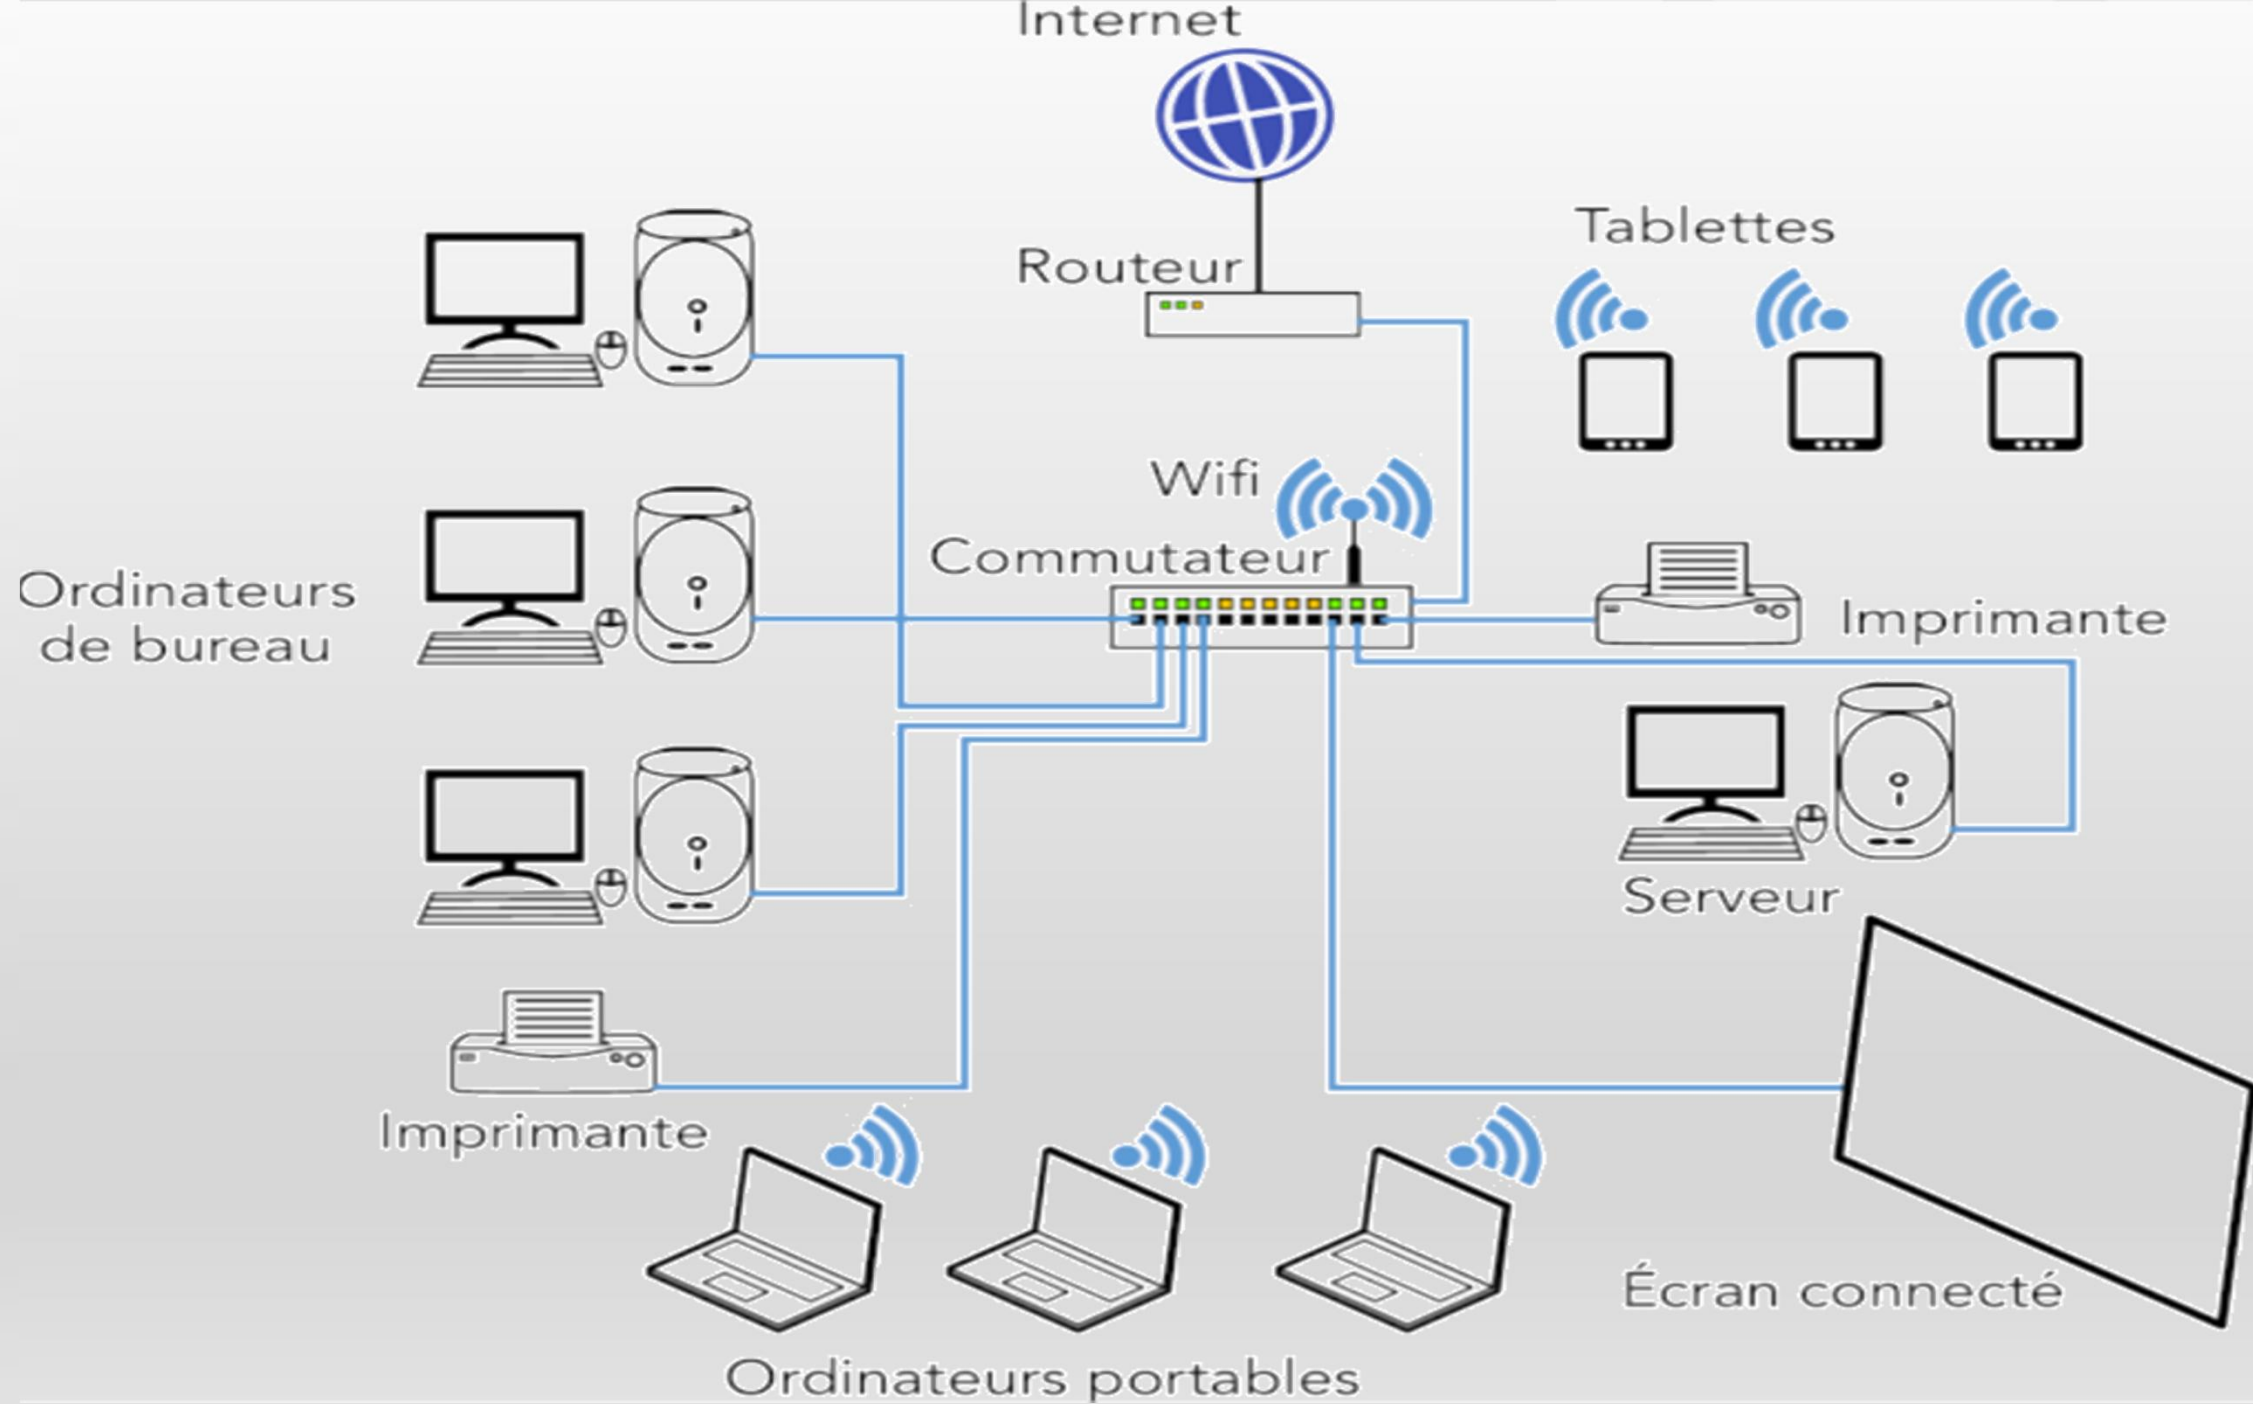 Internet
Routeur
Tablettes
Wifi
Commutateur
Ordinateurs
de bureau
Imprimante
Serveur
Imprimante
Écran connecté
Ordinateurs portables